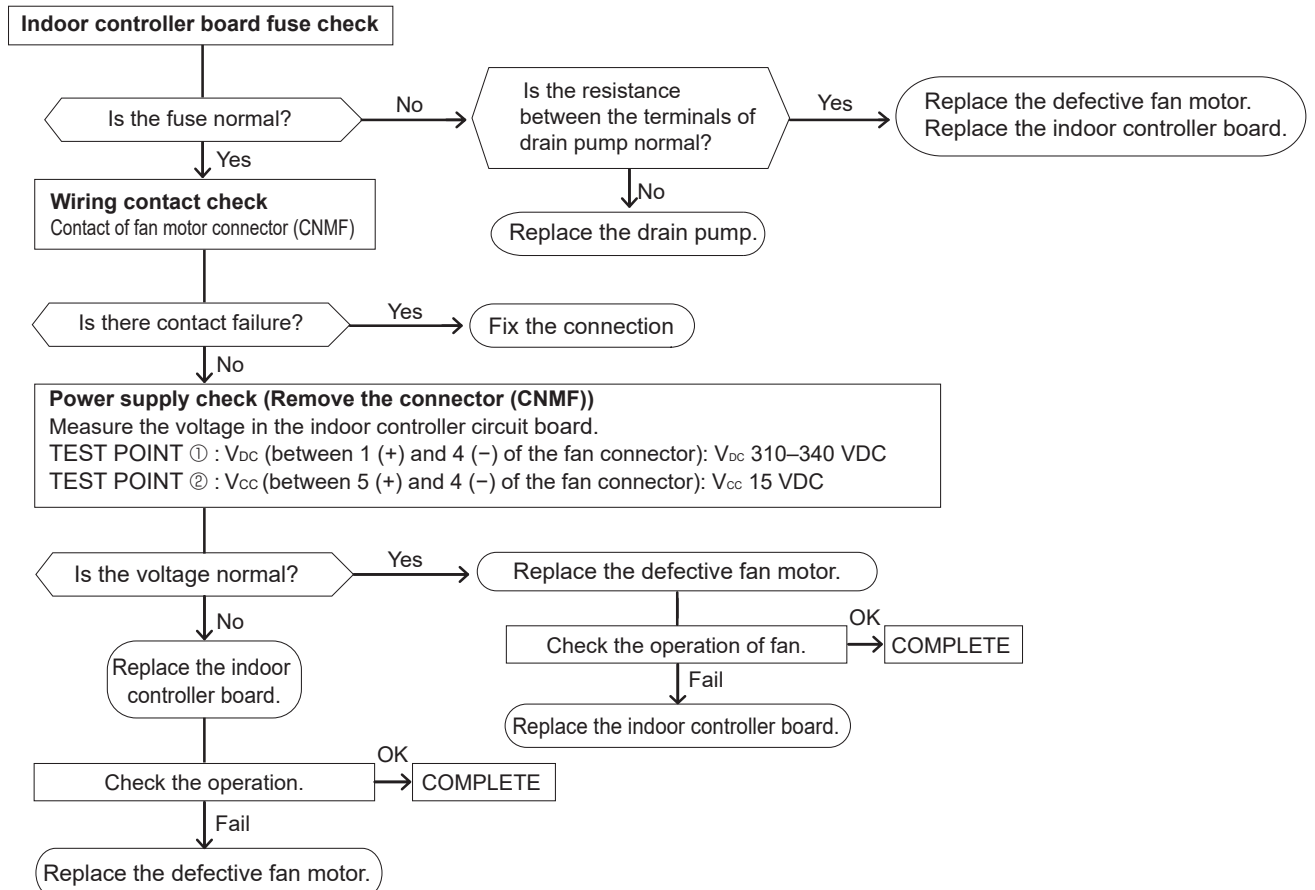 Indoor controller board fuse check
Is the fuse normal?
No
Is the resistance
between the terminals of
drain pump normal?
Yes
Replace the defective fan motor.
Replace the indoor controller board.
Yes
No
Wiring contact check
Contact of fan motor connector (CNMF)
Replace the drain pump.
Is there contact failure?
Yes
Fix the connection
No
Power supply check (Remove the connector (CNMF))
Measure the voltage in the indoor controller circuit board.
TEST POINT ① : VDC (between 1 (+) and 4 (−) of the fan connector): VDC 310–340 VDC
TEST POINT ② : VCC (between 5 (+) and 4 (−) of the fan connector): VCC 15 VDC
Is the voltage normal?
Yes
Replace the defective fan motor.
No
Check the operation of fan.
OK
COMPLETE
Replace the indoor
controller board.
Fail
Replace the indoor controller board.
Check the operation.
OK
COMPLETE
Fail
Replace the defective fan motor.